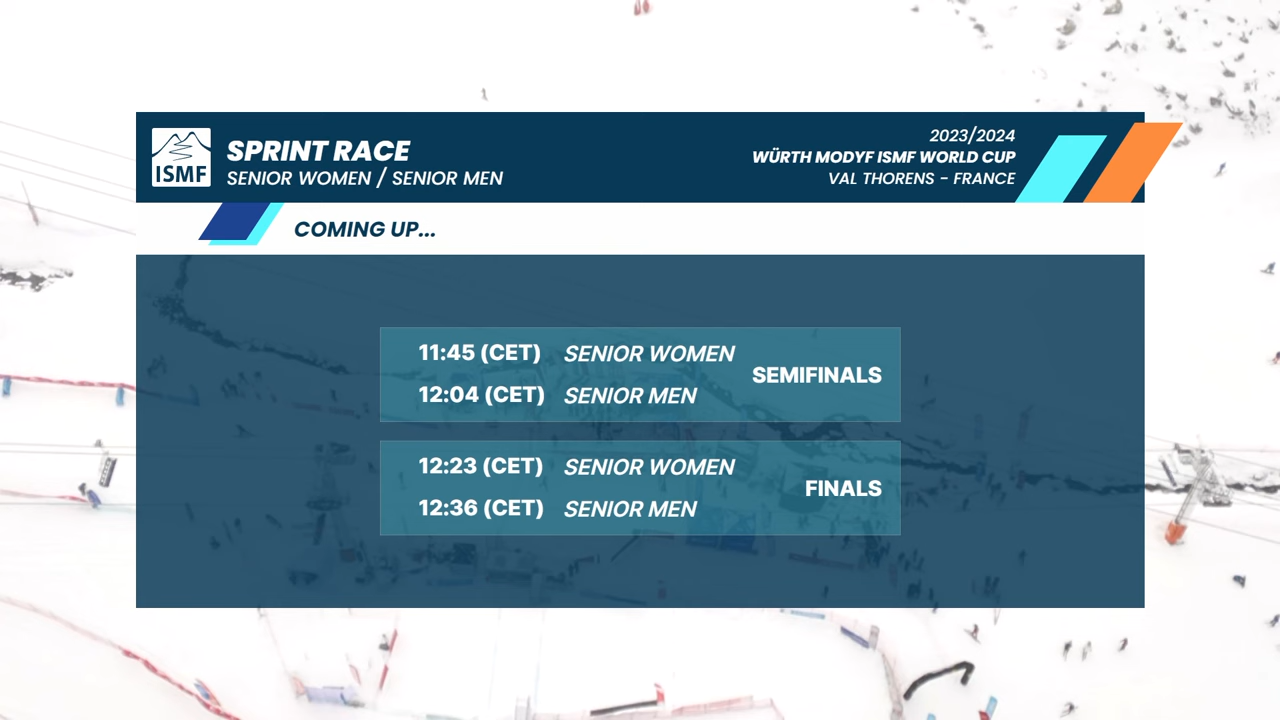 ISMF
SPRINT RACE
SENIOR WOMEN / SENIOR MEN
2023/2024
WÜRTH MODYF ISMF WORLD CUP
VAL THORENS - FRANCE
COMING UP...
11:45 (CET) SENIOR WOMEN
12:04 (CET) SENIOR MEN
SEMIFINALS
12:23 (CET) SENIOR WOMEN
12:36 (CET) SENIOR MEN
FINALS